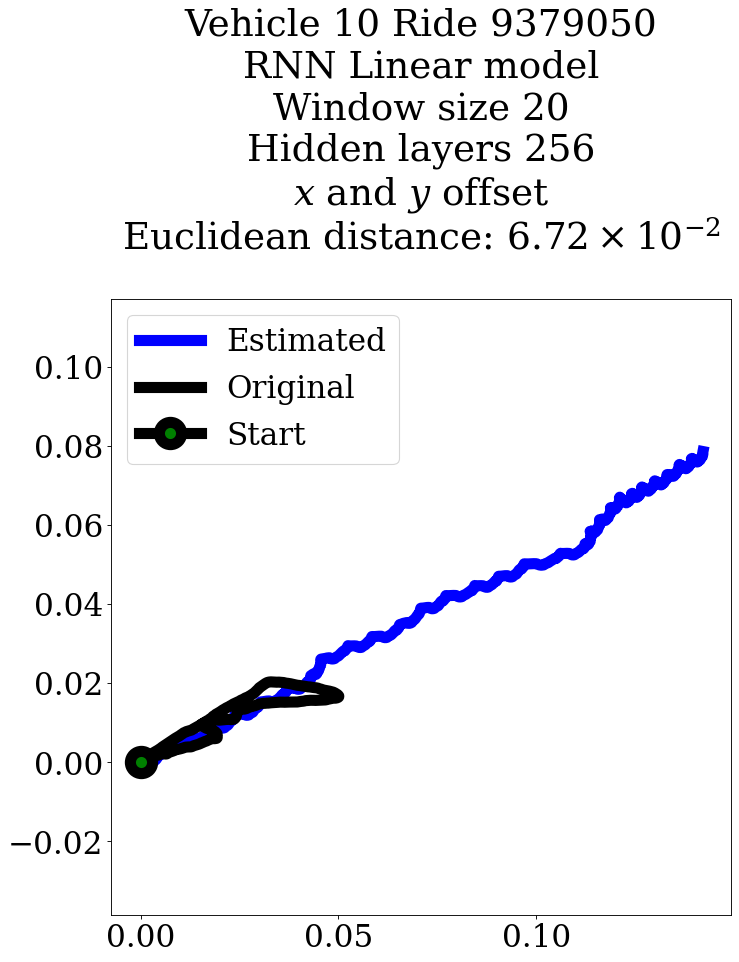 Vehicle 10 Ride 9379050
RNN Linear model
Window size 20
Hidden layers 256
x and y offset
Euclidean distance: 6.72 × 10⁻²
Estimated
Original
Start
0.10
0.08
0.06
0.04
0.02
0.00
−0.02
0.00 0.05 0.10